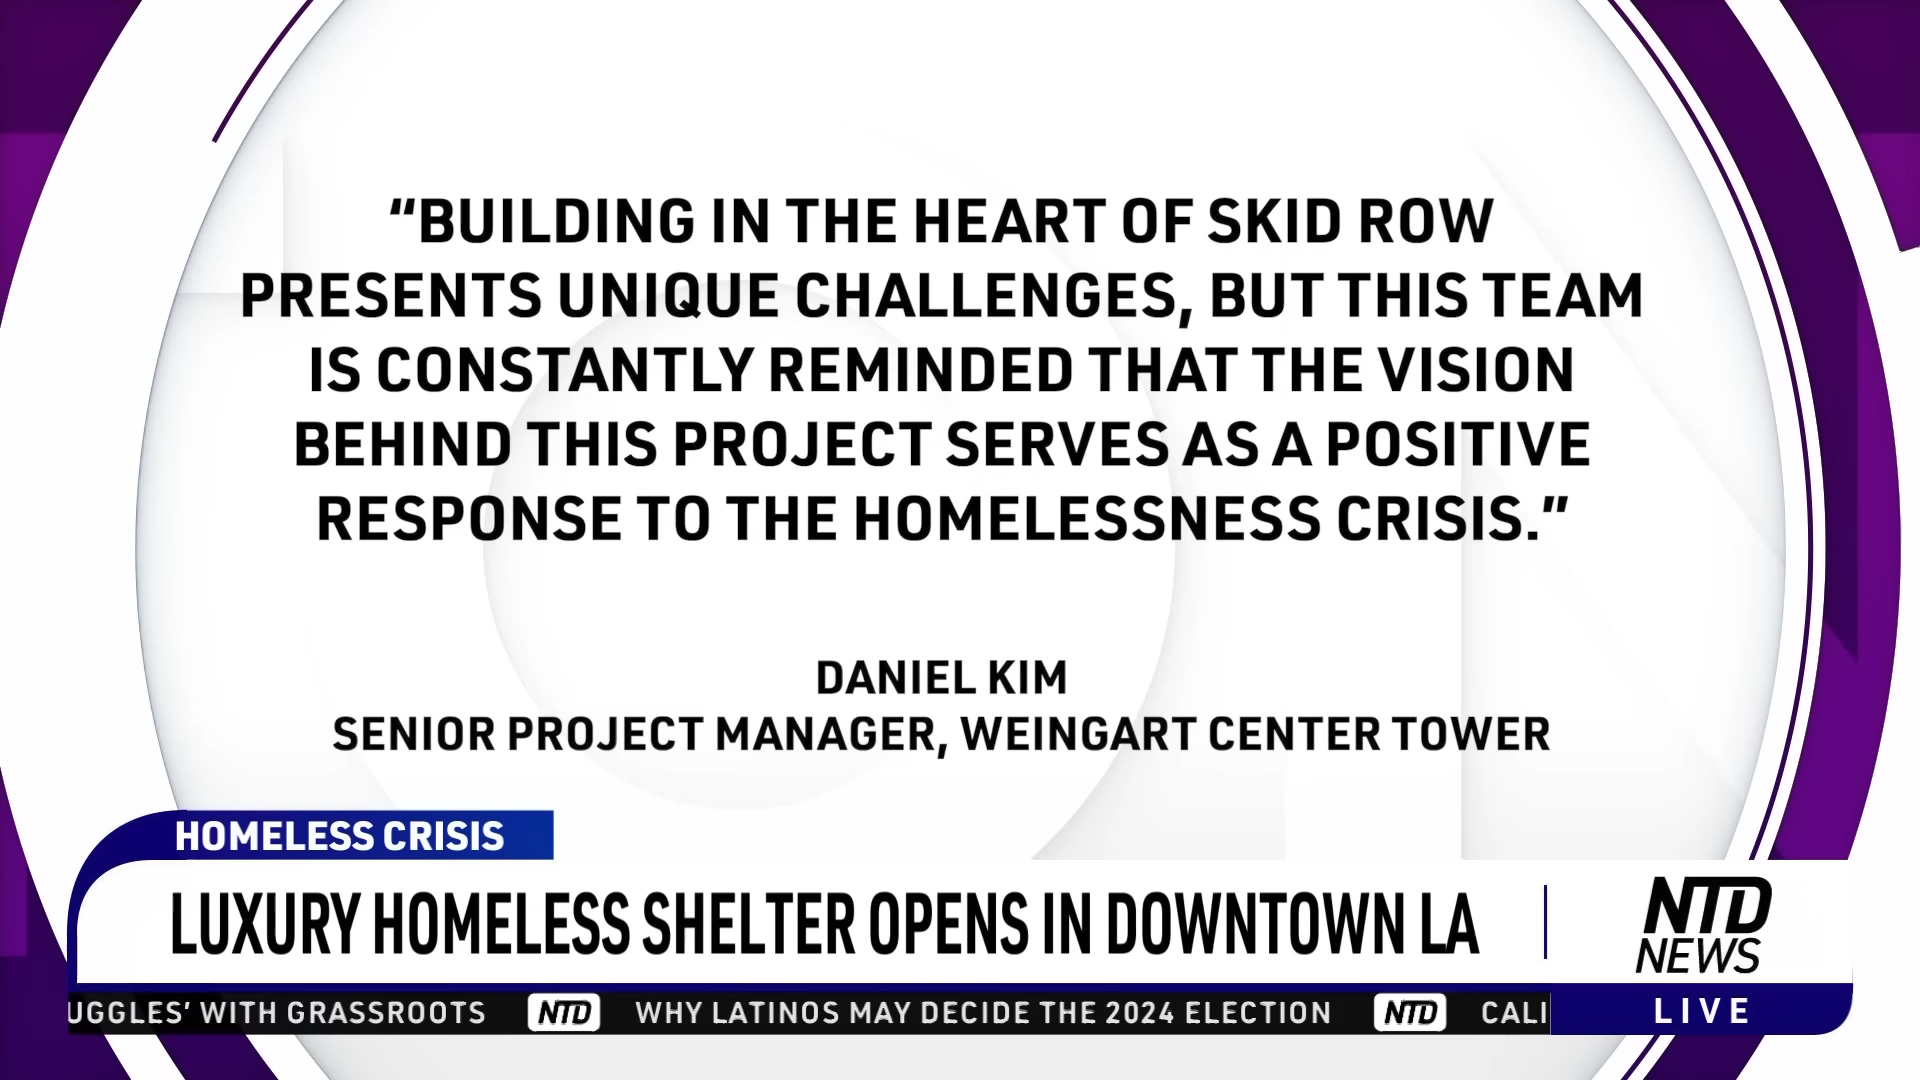 “BUILDING IN THE HEART OF SKID ROW
PRESENTS UNIQUE CHALLENGES, BUT THIS TEAM
IS CONSTANTLY REMINDED THAT THE VISION
BEHIND THIS PROJECT SERVES AS A POSITIVE
RESPONSE TO THE HOMELESSNESS CRISIS.”
DANIEL KIM
SENIOR PROJECT MANAGER, WEINGART CENTER TOWER
HOMELESS CRISIS
LUXURY HOMELESS SHELTER OPENS IN DOWNTOWN LA
NTD
NEWS
UGGLES’ WITH GRASSROOTS NTD WHY LATINOS MAY DECIDE THE 2024 ELECTION NTD CALI
LIVE